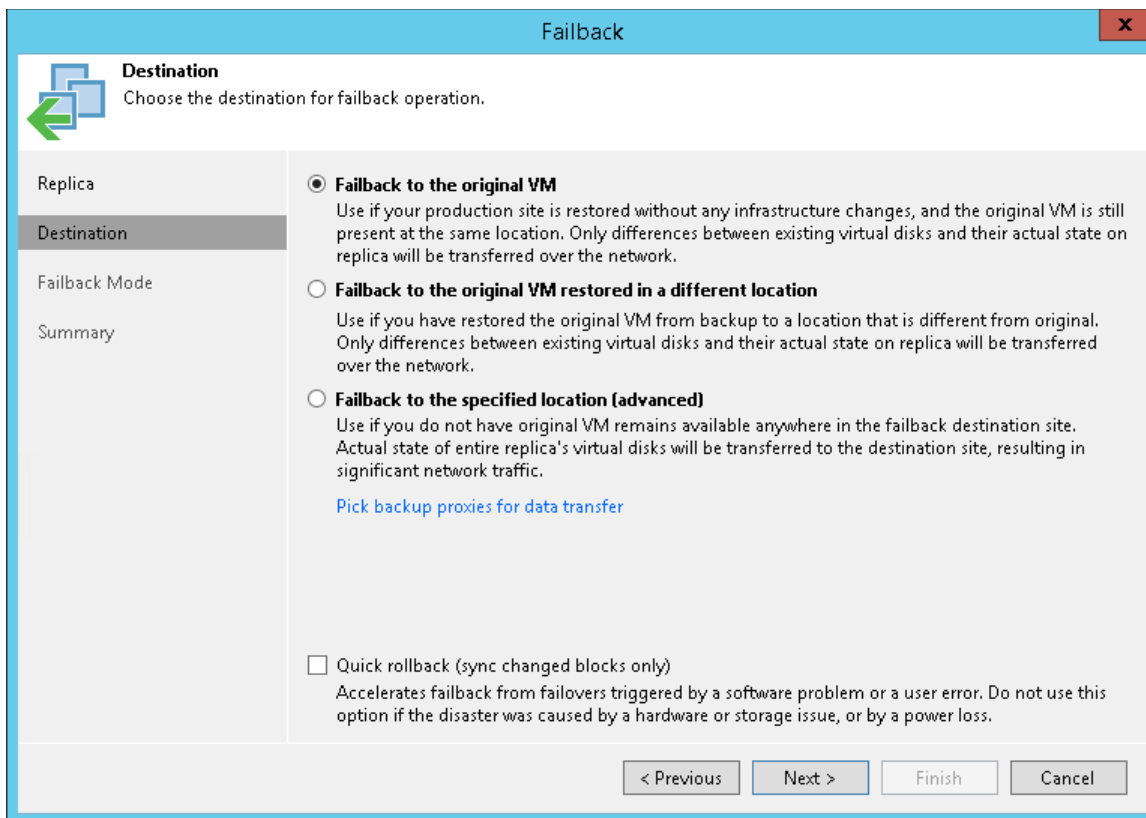 Failback
x
Destination
Choose the destination for failback operation.
Replica
Destination
Failback Mode
Summary
Failback to the original VM
Use if your production site is restored without any infrastructure changes, and the original VM is still
present at the same location. Only differences between existing virtual disks and their actual state on
replica will be transferred over the network.
Failback to the original VM restored in a different location
Use if you have restored the original VM from backup to a location that is different from original.
Only differences between existing virtual disks and their actual state on replica will be transferred
over the network.
Failback to the specified location (advanced)
Use if you do not have original VM remains available anywhere in the failback destination site.
Actual state of entire replica's virtual disks will be transferred to the destination site, resulting in
significant network traffic.
Pick backup proxies for data transfer
Quick rollback (sync changed blocks only)
Accelerates failback from failovers triggered by a software problem or a user error. Do not use this
option if the disaster was caused by a hardware or storage issue, or by a power loss.
< Previous
Next >
Finish
Cancel